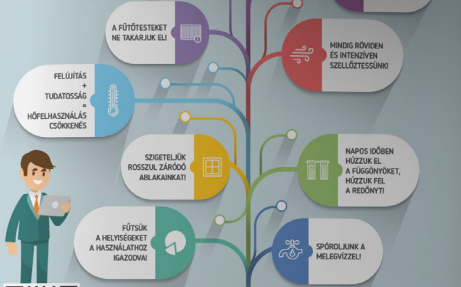 A FŰTŐTESTEKET
NE TAKARJUK EL!
MINDIG RÖVIDEN
ÉS INTENZÍVEN
SZELLŐZTESSÜNK!
FELÚJÍTÁS
+
TUDATOSSÁG
=
HŐFELHASZNÁLÁS
CSÖKKENÉS
SZIGETELJÜK
ROSSZUL ZÁRÓDÓ
ABLAKAINKAT!
NAPOS IDŐBEN
HÚZZUK EL
A FÜGGÖNYÖKET,
HÚZZUK FEL
A REDŐNYT!
FŰTSÜK
A HELYISÉGEKET
A HASZNÁLATHOZ
IGAZODVA!
SPÓROLJUNK A
MELEGVÍZZEL!